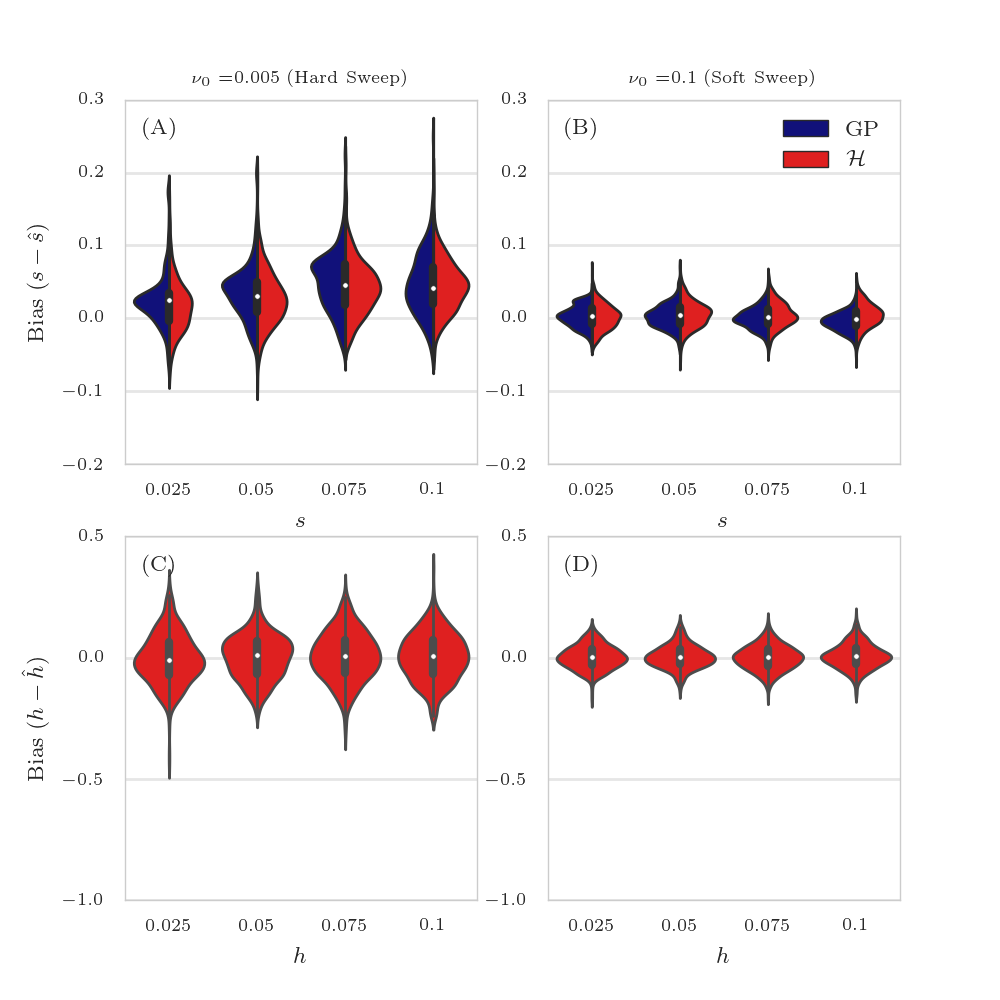 ν₀ =0.005 (Hard Sweep)
ν₀ =0.1 (Soft Sweep)
0.3
0.2
0.1
0.0
−0.1
−0.2
Bias (s − ŝ)
(A)
0.025 0.05 0.075 0.1
s
0.3
0.2
0.1
0.0
−0.1
−0.2
(B)
GP
ℋ
0.025 0.05 0.075 0.1
s
0.5
0.0
−0.5
−1.0
Bias (h − ĥ)
(C)
0.025 0.05 0.075 0.1
h
0.5
0.0
−0.5
−1.0
(D)
0.025 0.05 0.075 0.1
h